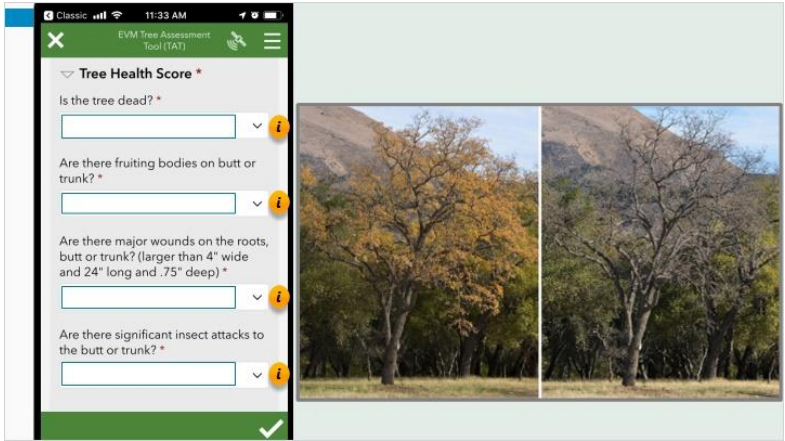 Classic 11:33 AM
EVM Tree Assessment
Tool (TAT)
Tree Health Score *
Is the tree dead? *
i
Are there fruiting bodies on butt or
trunk? *
i
Are there major wounds on the roots,
butt or trunk? (larger than 4" wide
and 24" long and .75" deep) *
i
Are there significant insect attacks to
the butt or trunk? *
i